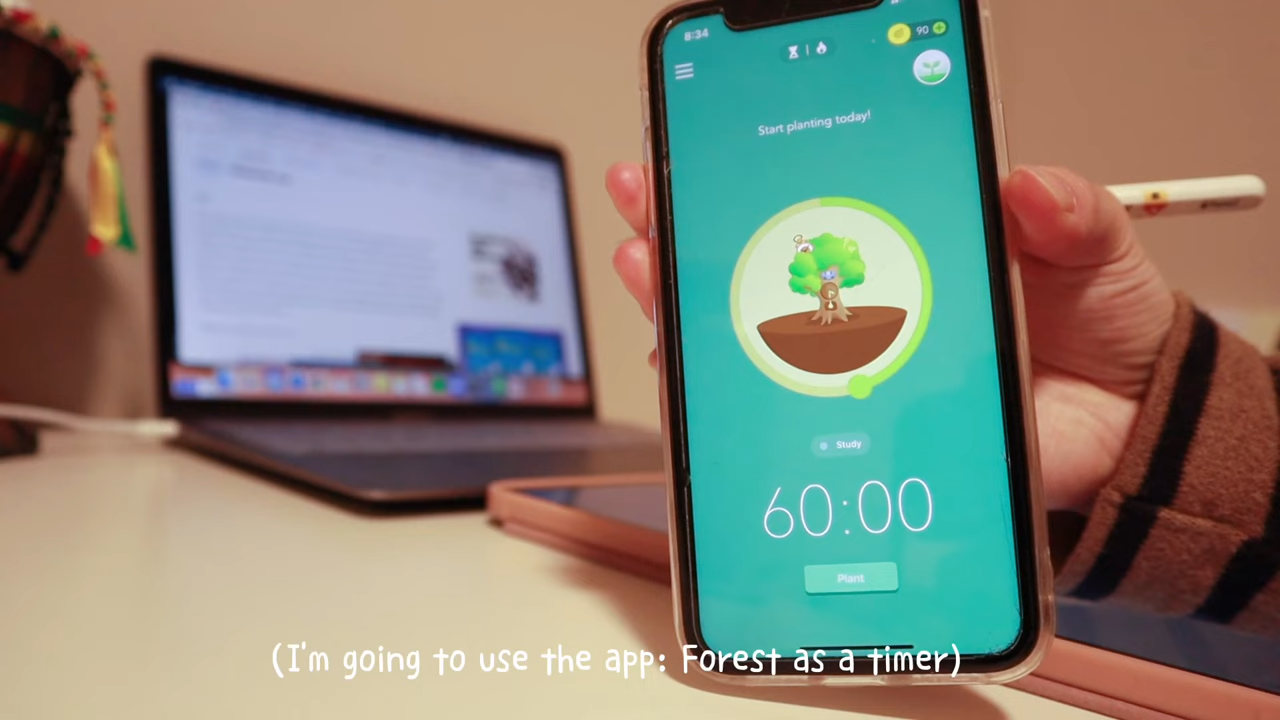 8:34
90
Start planting today!
Study
60:00
Plant
(I'm going to use the app: Forest as a timer)